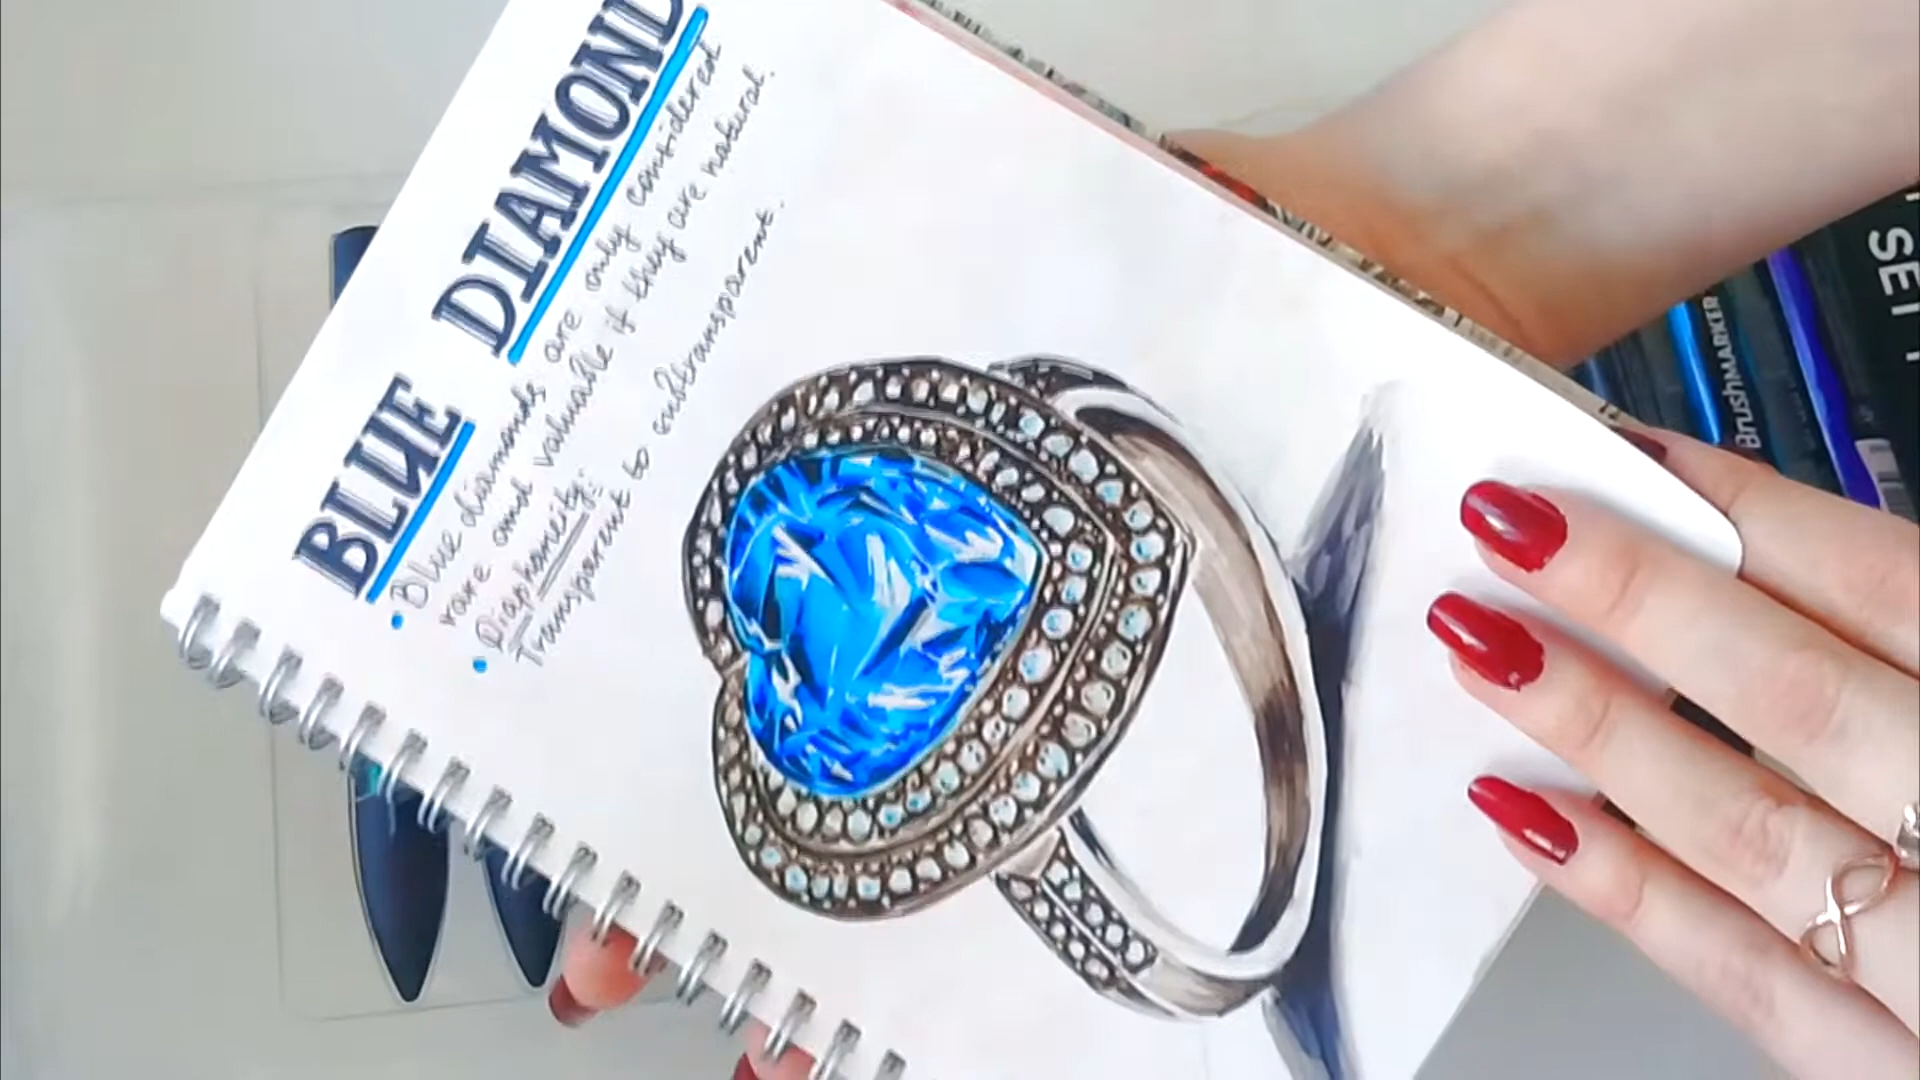 BLUE DIAMOND
Blue diamonds are only considered
rare and valuable if they are natural.
Diaphaneity:
Transparent to subtransparent.
BrushMARKER
SET